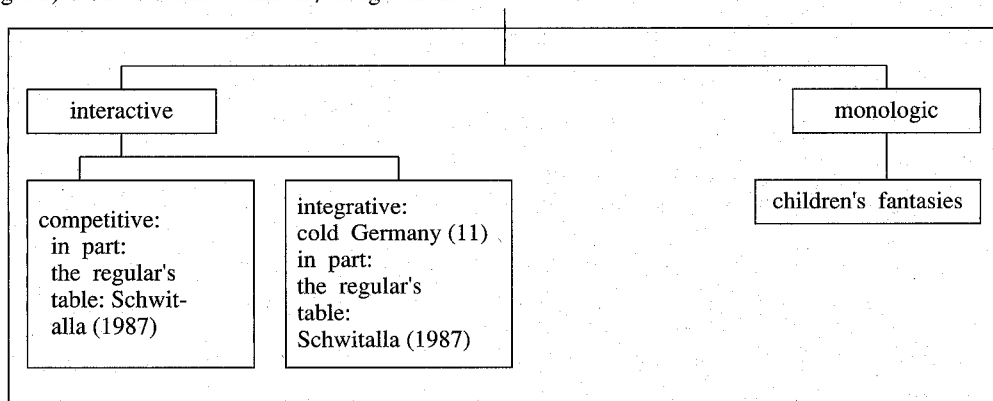 interactive
monologic
competitive:
in part:
the regular's
table: Schwit-
alla (1987)
integrative:
cold Germany (11)
in part:
the regular's
table:
Schwitalla (1987)
children's fantasies